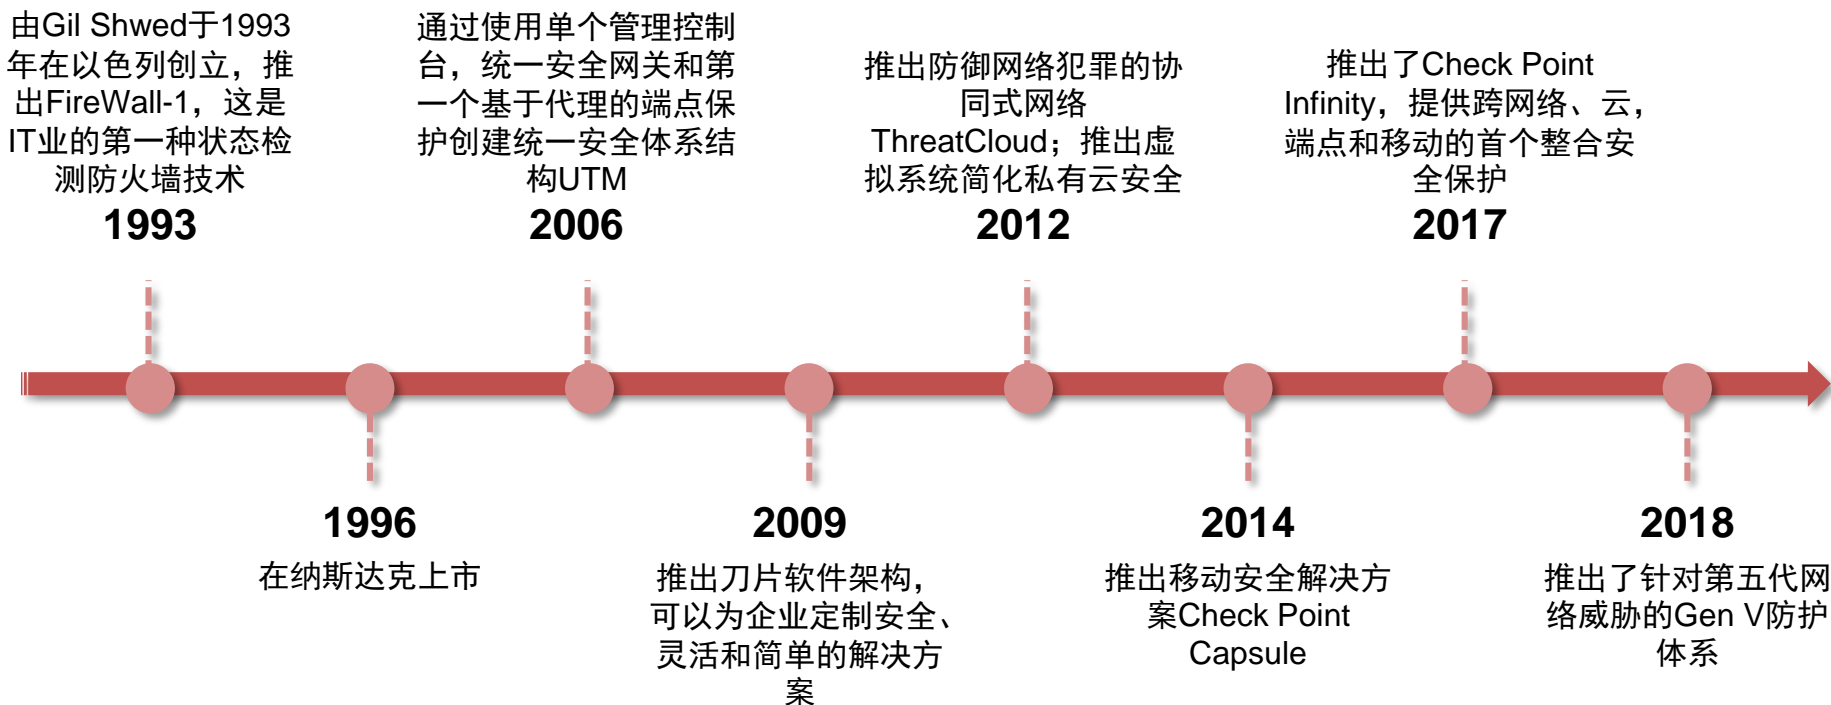 由Gil Shwed于1993
年在以色列创立，推
出FireWall-1，这是
IT业的第一种状态检
测防火墙技术
1993
通过使用单个管理控制
台，统一安全网关和第
一个基于代理的端点保
护创建统一安全体系结
构UTM
2006
推出防御网络犯罪的协
同式网络
ThreatCloud；推出虚
拟系统简化私有云安全
2012
推出了Check Point
Infinity，提供跨网络、云，
端点和移动的首个整合安
全保护
2017
1996
在纳斯达克上市
2009
推出刀片软件架构，
可以为企业定制安全、
灵活和简单的解决方
案
2014
推出移动安全解决方
案Check Point
Capsule
2018
推出了针对第五代网
络威胁的Gen V防护
体系